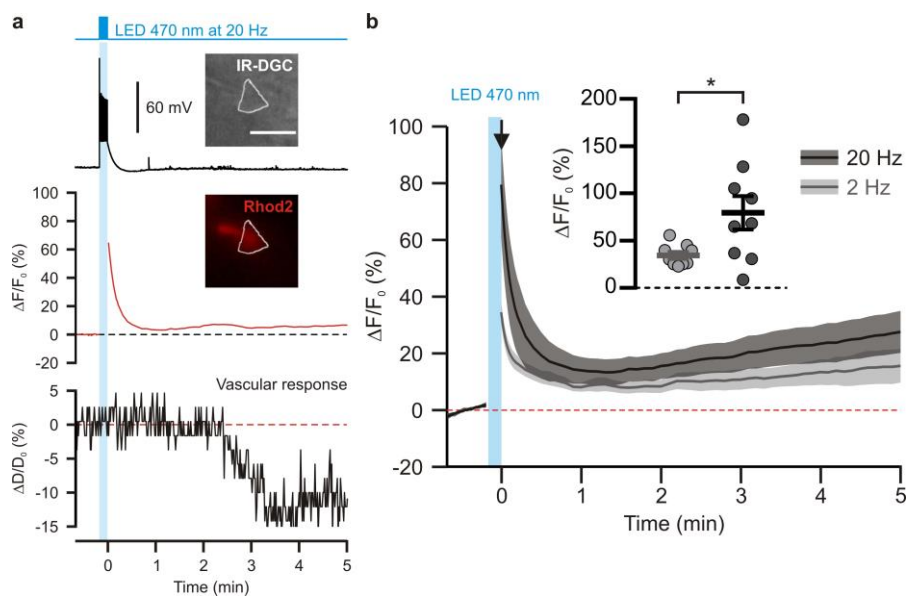 a
LED 470 nm at 20 Hz
IR-DGC
60 mV
100
80
60
40
20
0
-20
ΔF/F₀ (%)
Rhod2
Vascular response
5
0
-5
-10
-15
ΔD/D₀ (%)
0 1 2 3 4 5
Time (min)
b
LED 470 nm
100
80
60
40
20
0
-20
ΔF/F₀ (%)
0 1 2 3 4 5
Time (min)
200
150
100
50
0
ΔF/F₀ (%)
*
20 Hz
2 Hz